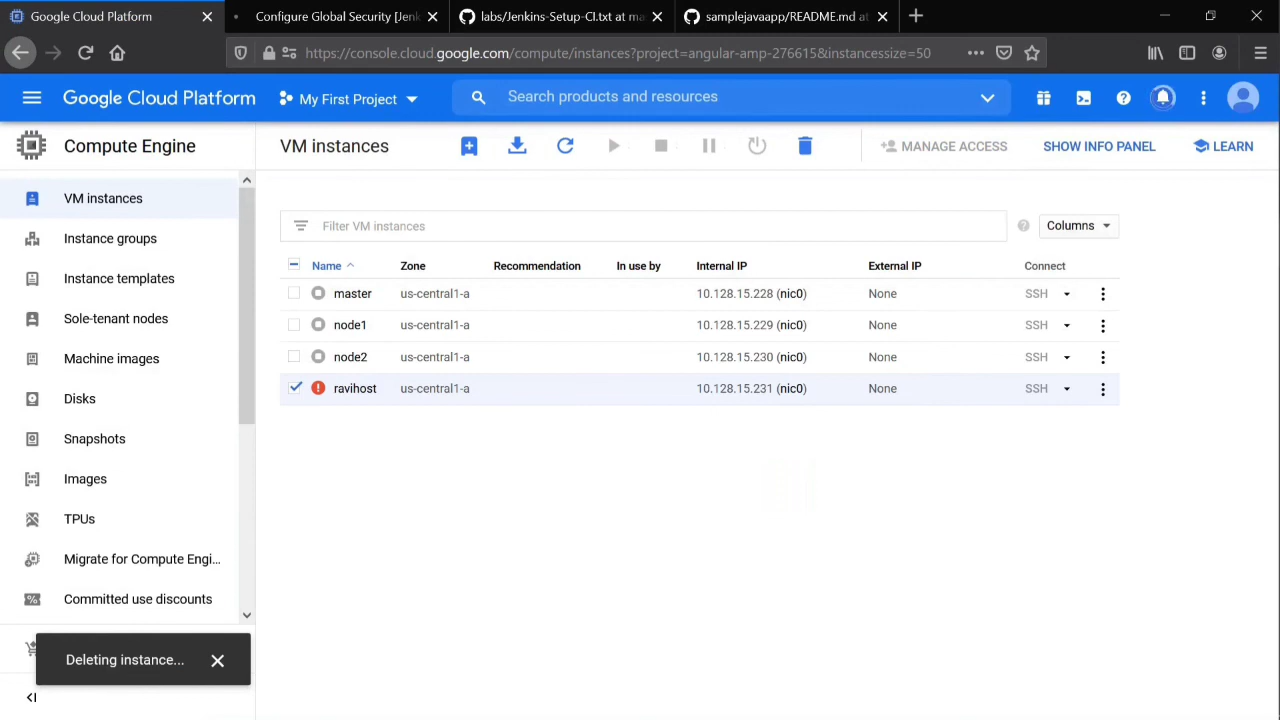 Google Cloud Platform
Configure Global Security [Jenk
labs/Jenkins-Setup-CI.txt at ma
samplejavaapp/README.md at
https://console.cloud.google.com/compute/instances?project=angular-amp-276615&instancessize=50
Google Cloud Platform
My First Project
Search products and resources
Compute Engine
VM instances
MANAGE ACCESS
SHOW INFO PANEL
LEARN
VM instances
Instance groups
Instance templates
Sole-tenant nodes
Machine images
Disks
Snapshots
Images
TPUs
Migrate for Compute Engi...
Committed use discounts
Filter VM instances
Columns
Name Zone Recommendation In use by Internal IP External IP Connect
master us-central1-a 10.128.15.228 (nic0) None SSH
node1 us-central1-a 10.128.15.229 (nic0) None SSH
node2 us-central1-a 10.128.15.230 (nic0) None SSH
ravihost us-central1-a 10.128.15.231 (nic0) None SSH
Deleting instance...